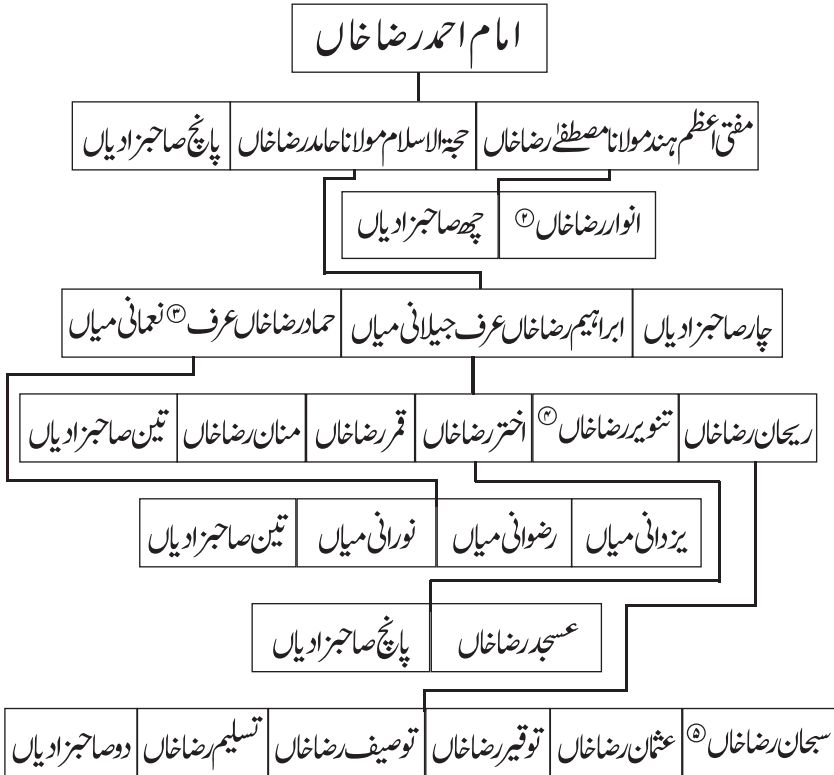 امام احمد رضا خاں
مفتی اعظم ہند مولانا مصطفےٰ رضا خاں حجۃ الاسلام مولانا حامد رضا خاں پانچ صاحبزادیاں
انوار رضا خاں ② چھ صاحبزادیاں
چار صاحبزادیاں ابراہیم رضا خاں عرف جیلانی میاں حماد رضا خاں عرف ③ نعمانی میاں
ریحان رضا خاں تنویر رضا خاں ④ اختر رضا خاں قمر رضا خاں منان رضا خاں تین صاحبزادیاں
یزدانی میاں رضوانی میاں نورانی میاں تین صاحبزادیاں
عسجد رضا خاں پانچ صاحبزادیاں
سبحان رضا خاں ⑤ عثمان رضا خاں توقیر رضا خاں توصیف رضا خاں تسلیم رضا خاں دو صاحبزادیاں